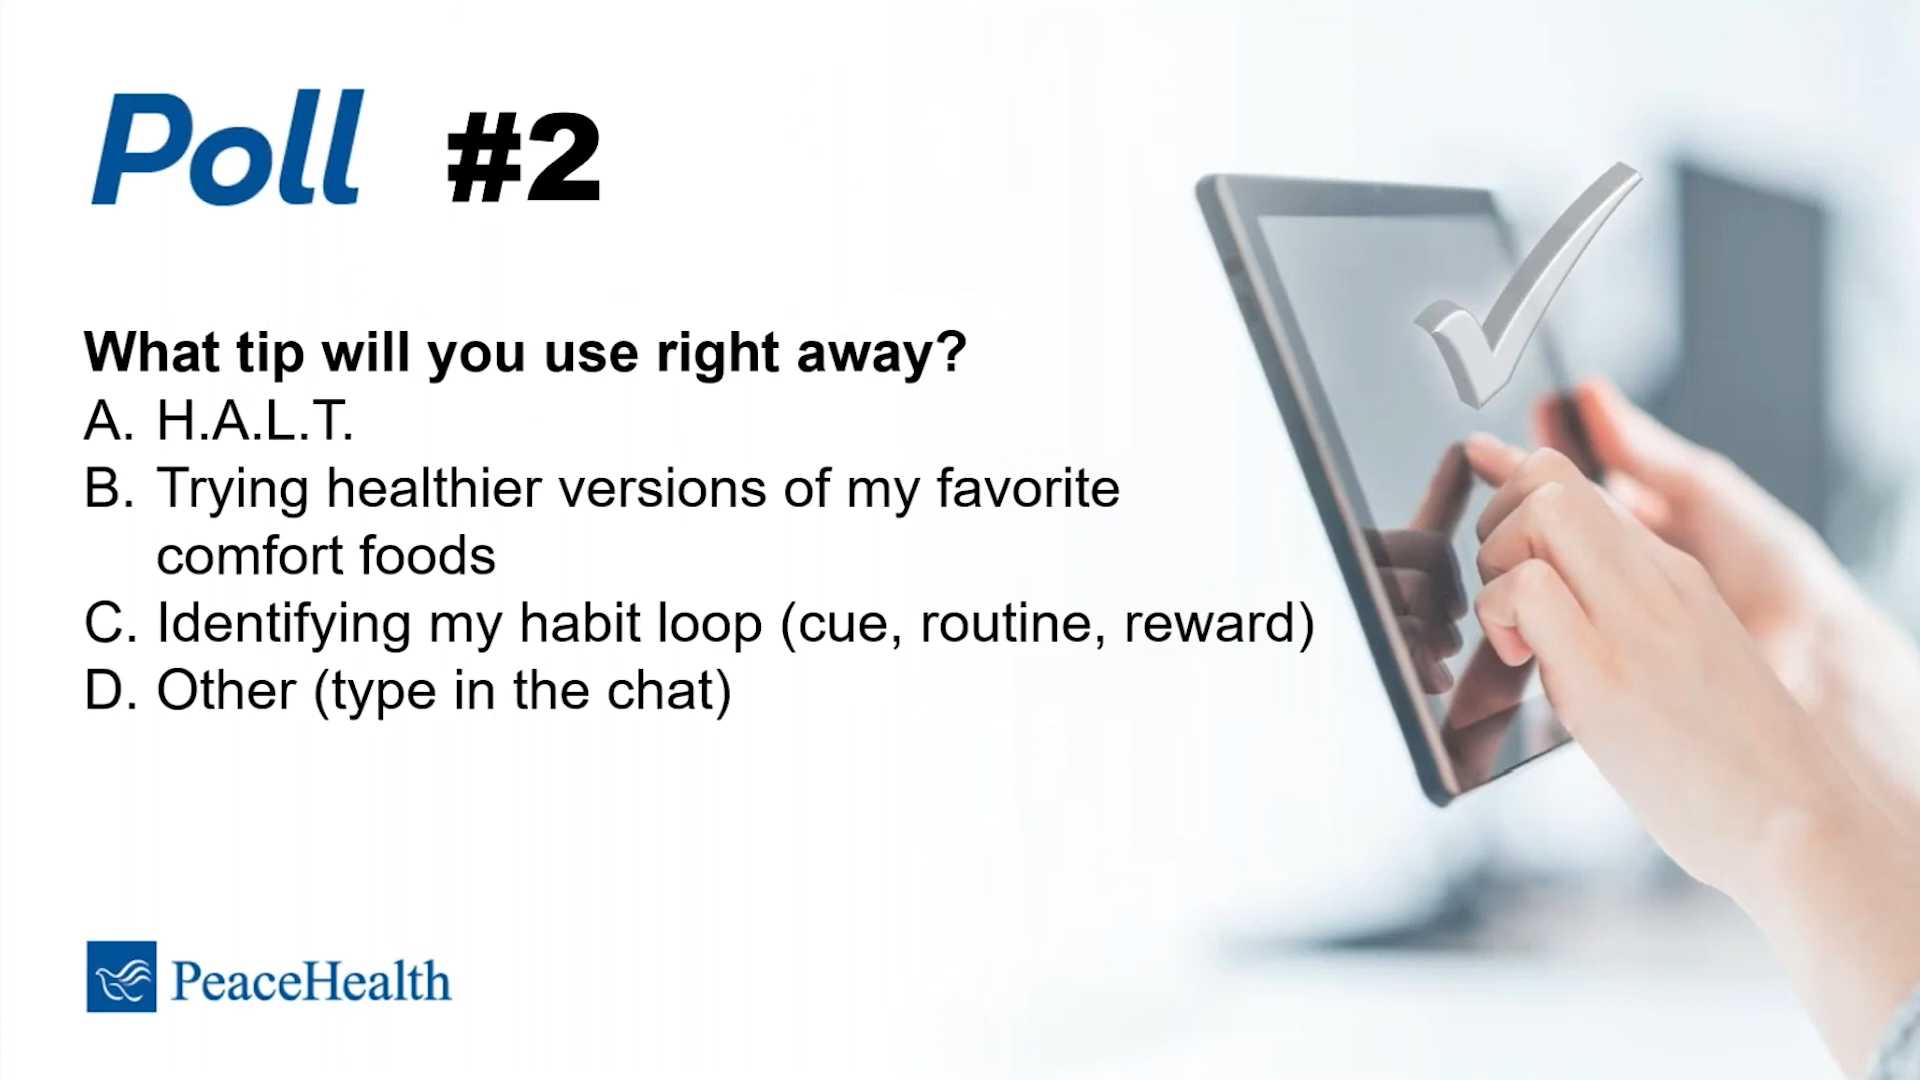 Poll #2
What tip will you use right away?
A. H.A.L.T.
B. Trying healthier versions of my favorite
comfort foods
C. Identifying my habit loop (cue, routine, reward)
D. Other (type in the chat)
PeaceHealth